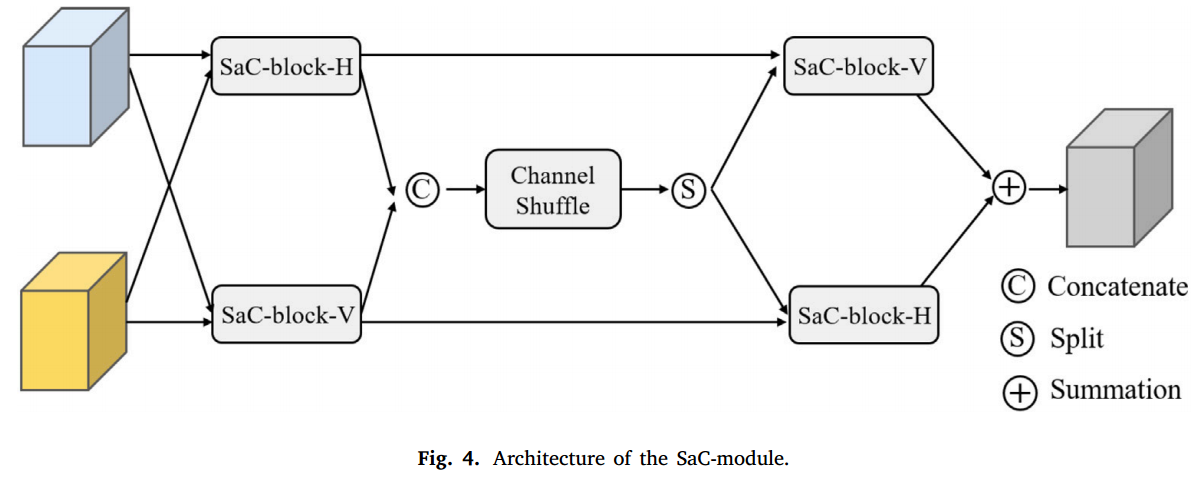 SaC-block-H
SaC-block-V
Channel
Shuffle
C
S
SaC-block-V
SaC-block-H
C Concatenate
S Split
+ Summation
Fig. 4. Architecture of the SaC-module.